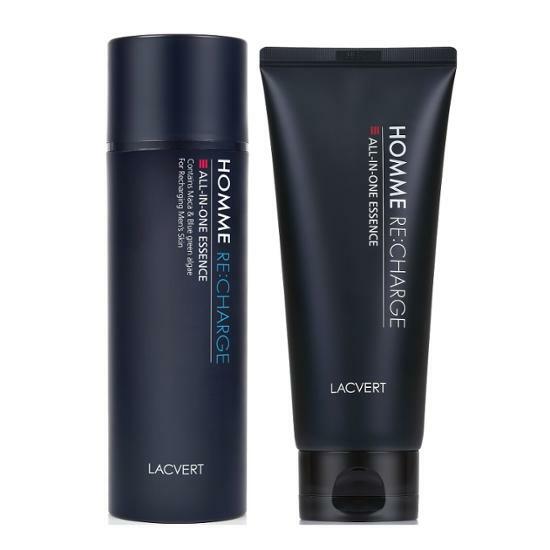 HOMME RE:CHARGE
ALL-IN-ONE ESSENCE
Contains Maca & Blue green algae
For Recharging Men's Skin
LACVERT
HOMME RE:CHARGE
ALL-IN-ONE ESSENCE
LACVERT